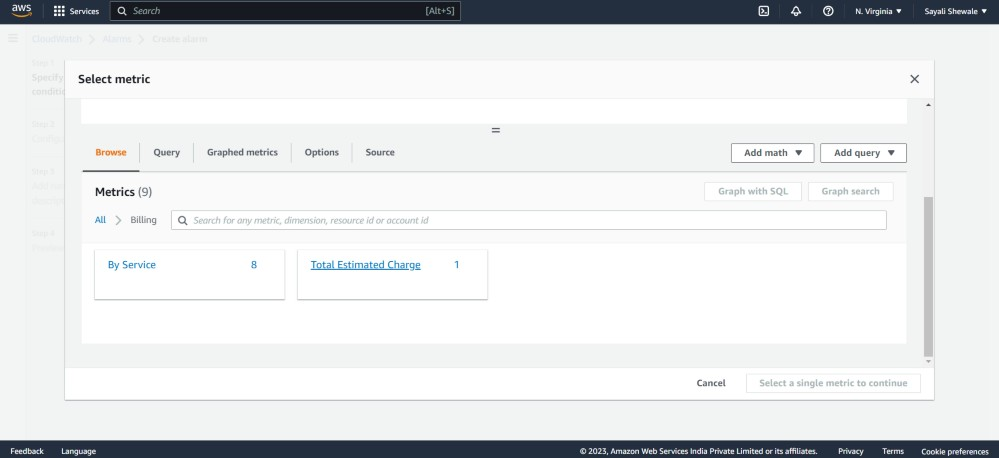 aws Services Search [Alt+S] N. Virginia Sayali Shewale
CloudWatch Alarms Create alarm
Step 1
Specify
Select metric
Step 2
Browse Query Graphed metrics Options Source Add math Add query
Step 3
Metrics (9) Graph with SQL Graph search
All Billing Search for any metric, dimension, resource id or account id
Step 4
By Service 8 Total Estimated Charge 1
Cancel Select a single metric to continue
Feedback Language © 2023, Amazon Web Services India Private Limited or its affiliates. Privacy Terms Cookie preferences